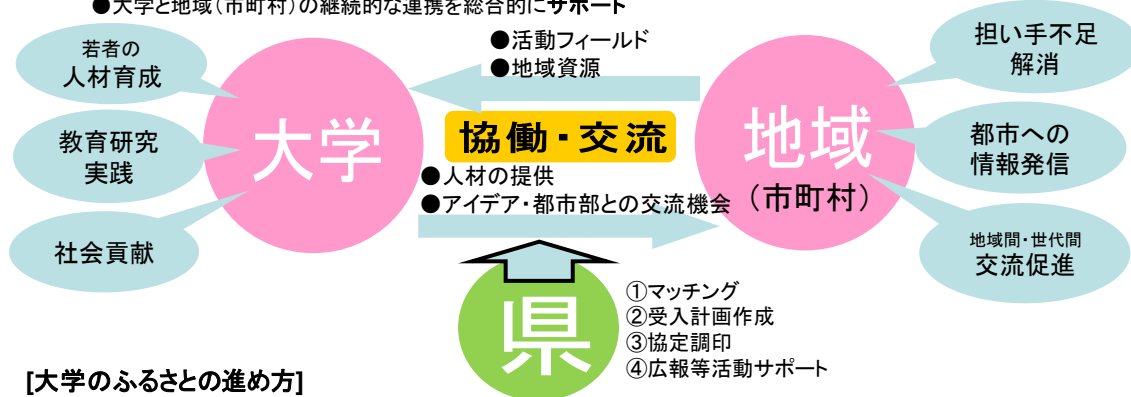 ●大学と地域(市町村)の継続的な連携を総合的にサポート
若者の
人材育成
教育研究
実践
社会貢献
大学
●活動フィールド
●地域資源
協働・交流
●人材の提供
●アイデア・都市部との交流機会
地域
(市町村)
担い手不足
解消
都市への
情報発信
地域間・世代間
交流促進
県
①マッチング
②受入計画作成
③協定調印
④広報等活動サポート
[大学のふるさとの進め方]